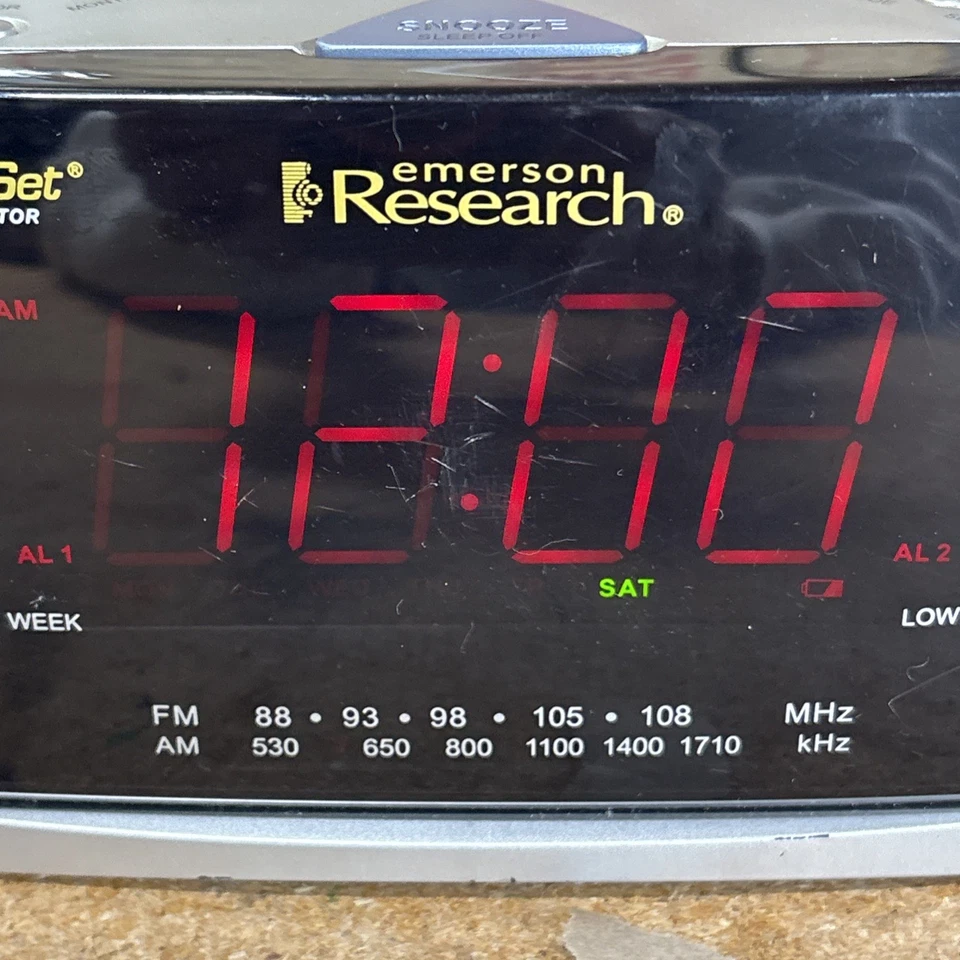 SNOOZE
SLEEP OFF
Set®
TOR
emerson
Research®
AM
12:00
AL 1
AL 2
SAT
WEEK
LOW
FM 88 • 93 • 98 • 105 • 108 MHz
AM 530 650 800 1100 1400 1710 kHz